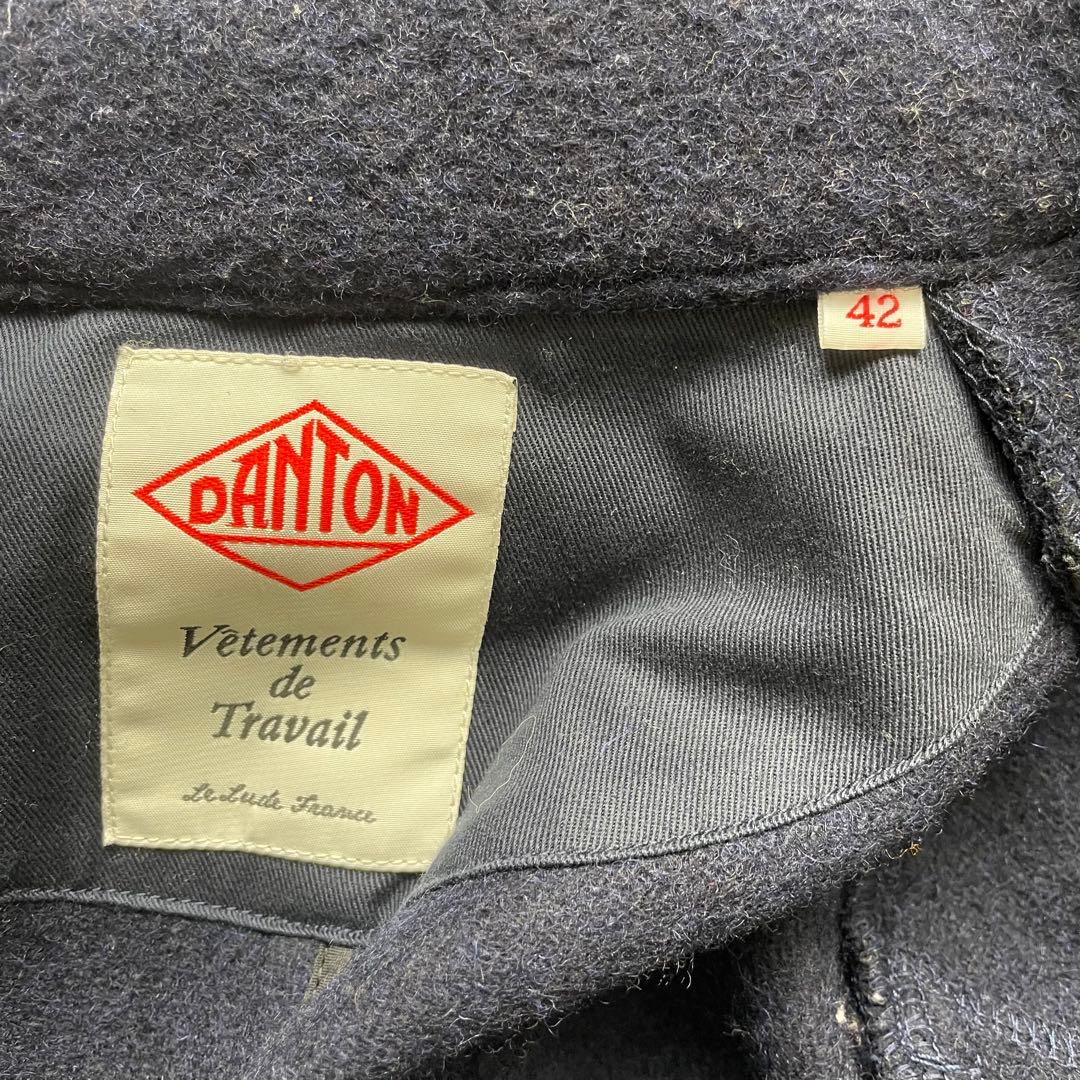 42
DANTON
Vêtements
de
Travail
Le Lude France